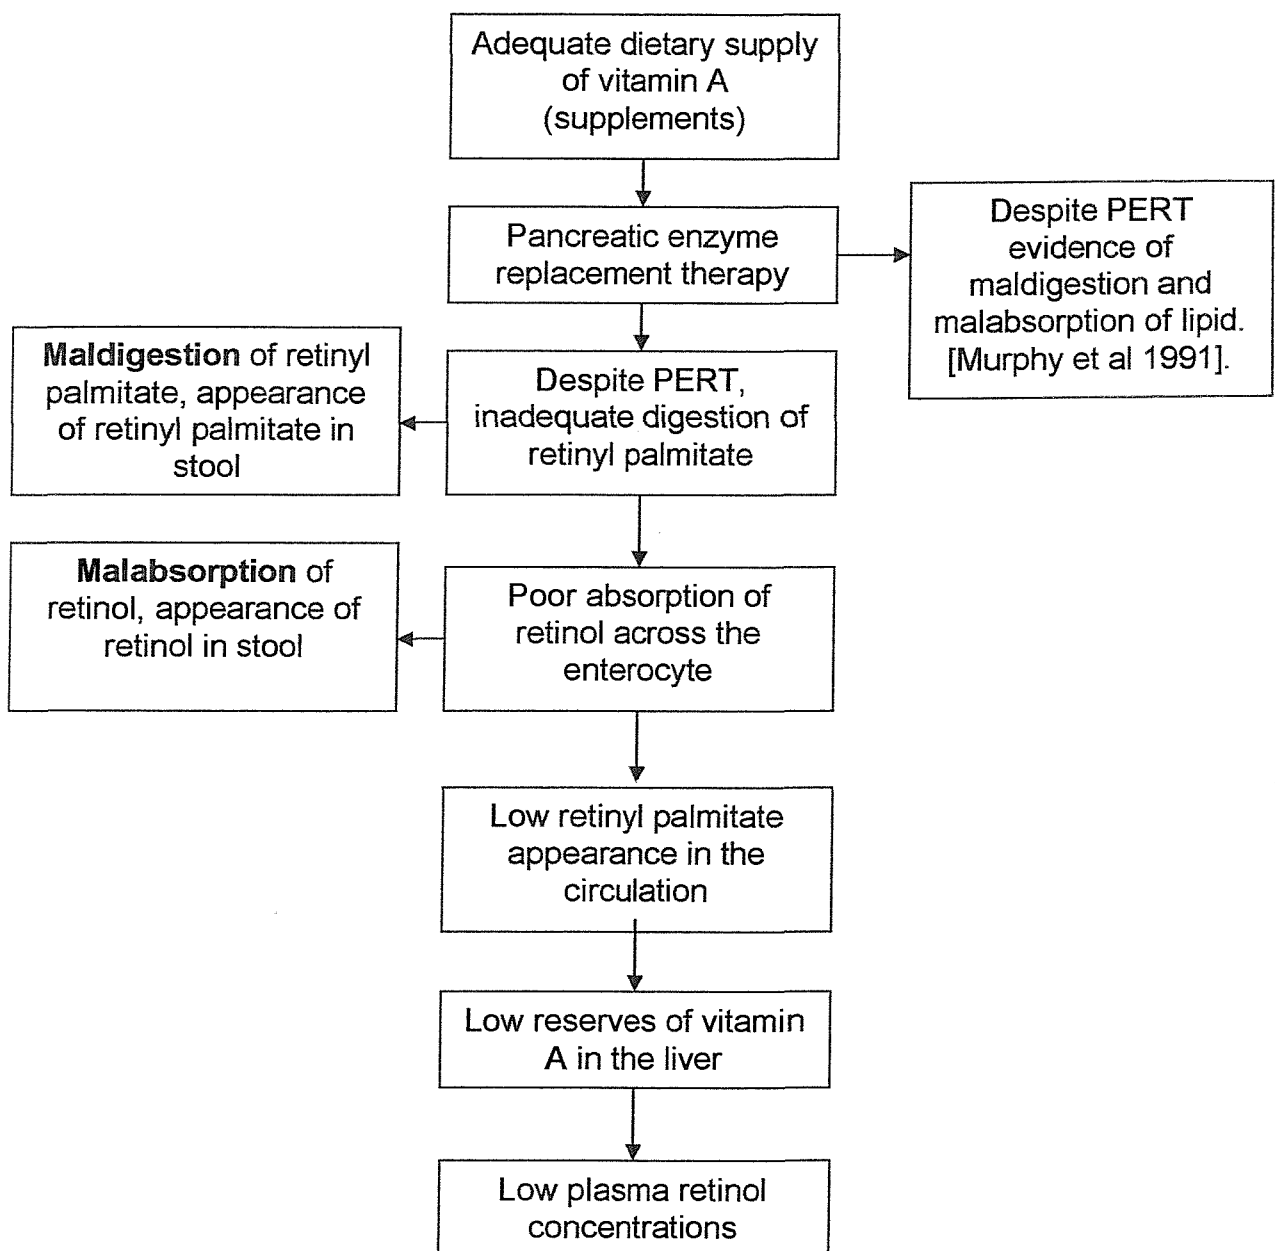 Adequate dietary supply
of vitamin A
(supplements)
Pancreatic enzyme
replacement therapy
Despite PERT
evidence of
maldigestion and
malabsorption of lipid.
[Murphy et al 1991].
Maldigestion of retinyl
palmitate, appearance
of retinyl palmitate in
stool
Despite PERT,
inadequate digestion of
retinyl palmitate
Malabsorption of
retinol, appearance of
retinol in stool
Poor absorption of
retinol across the
enterocyte
Low retinyl palmitate
appearance in the
circulation
Low reserves of vitamin
A in the liver
Low plasma retinol
concentrations